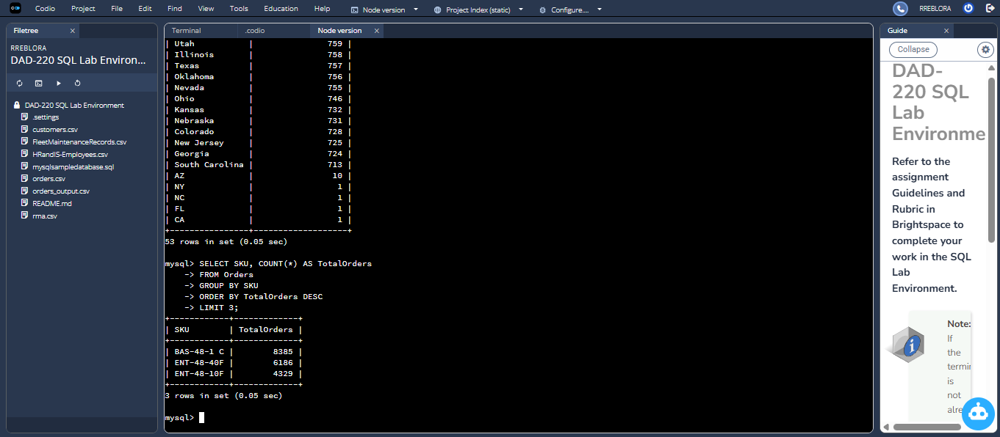 Codio Project File Edit Find View Tools Education Help Node version Project Index (static) Configure.... RREBLORA
Filetree
RREBLORA
DAD-220 SQL Lab Environ...
DAD-220 SQL Lab Environment
.settings
customers.csv
FleetMaintenanceRecords.csv
HRandIS-Employees.csv
mysqlsampledatabase.sql
orders.csv
orders_output.csv
README.md
rma.csv
Terminal .codio Node version
| Utah | 759 |
| Illinois | 758 |
| Texas | 757 |
| Oklahoma | 756 |
| Nevada | 755 |
| Ohio | 746 |
| Kansas | 732 |
| Nebraska | 731 |
| Colorado | 728 |
| New Jersey | 725 |
| Georgia | 724 |
| South Carolina | 713 |
| AZ | 10 |
| NY | 1 |
| NC | 1 |
| FL | 1 |
| CA | 1 |
+----------------+-------------------+
53 rows in set (0.05 sec)
mysql> SELECT SKU, COUNT(*) AS TotalOrders
-> FROM Orders
-> GROUP BY SKU
-> ORDER BY TotalOrders DESC
-> LIMIT 3;
+------------+-------------+
| SKU | TotalOrders |
+------------+-------------+
| BAS-48-1 C | 8385 |
| ENT-48-40F | 6186 |
| ENT-48-10F | 4329 |
+------------+-------------+
3 rows in set (0.05 sec)
mysql>
Guide
Collapse
DAD-
220 SQL
Lab
Environme
Refer to the
assignment
Guidelines and
Rubric in
Brightspace to
complete your
work in the SQL
Lab
Environment.
Note:
If
the
termin
is
not
alre